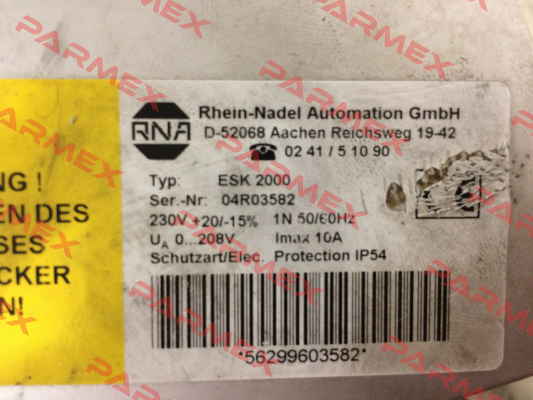 PARMEX
NG !
EN DES
SES
CKER
N!
RNA
Rhein-Nadel Automation GmbH
D-52068 Aachen Reichsweg 19-42
☎ 02 41 / 5 10 90
Typ: ESK 2000
Ser.-Nr: 04R03582
230V +20/-15% 1N 50/60Hz
UA 0...208V Imax 10A
Schutzart/Elec. Protection IP54
*56299603582*